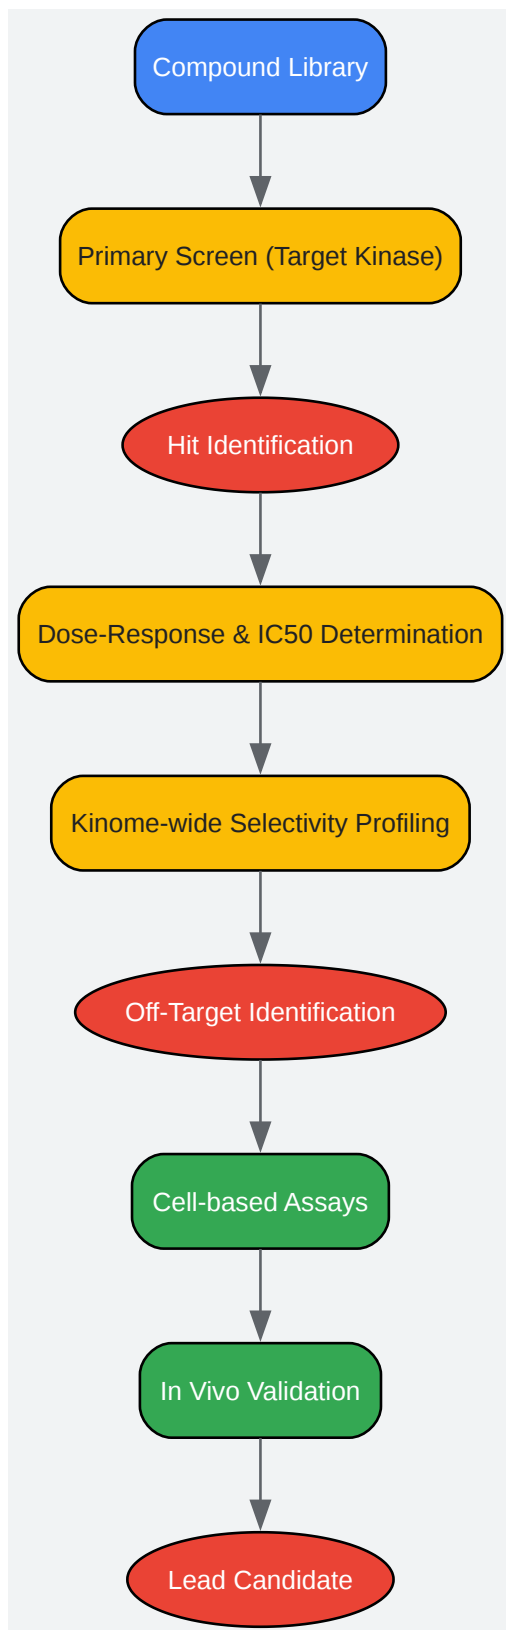 Compound Library
Primary Screen (Target Kinase)
Hit Identification
Dose-Response & IC50 Determination
Kinome-wide Selectivity Profiling
Off-Target Identification
Cell-based Assays
In Vivo Validation
Lead Candidate